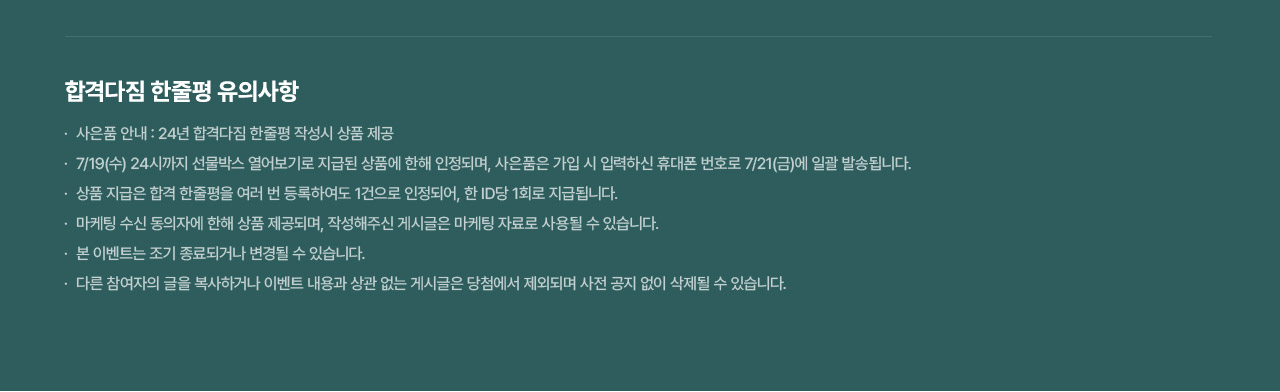 합격다짐 한줄평 유의사항
· 사은품 안내 : 24년 합격다짐 한줄평 작성시 상품 제공
· 7/19(수) 24시까지 선물박스 열어보기로 지급된 상품에 한해 인정되며, 사은품은 가입 시 입력하신 휴대폰 번호로 7/21(금)에 일괄 발송됩니다.
· 상품 지급은 합격 한줄평을 여러 번 등록하여도 1건으로 인정되어, 한 ID당 1회로 지급됩니다.
· 마케팅 수신 동의자에 한해 상품 제공되며, 작성해주신 게시글은 마케팅 자료로 사용될 수 있습니다.
· 본 이벤트는 조기 종료되거나 변경될 수 있습니다.
· 다른 참여자의 글을 복사하거나 이벤트 내용과 상관 없는 게시글은 당첨에서 제외되며 사전 공지 없이 삭제될 수 있습니다.